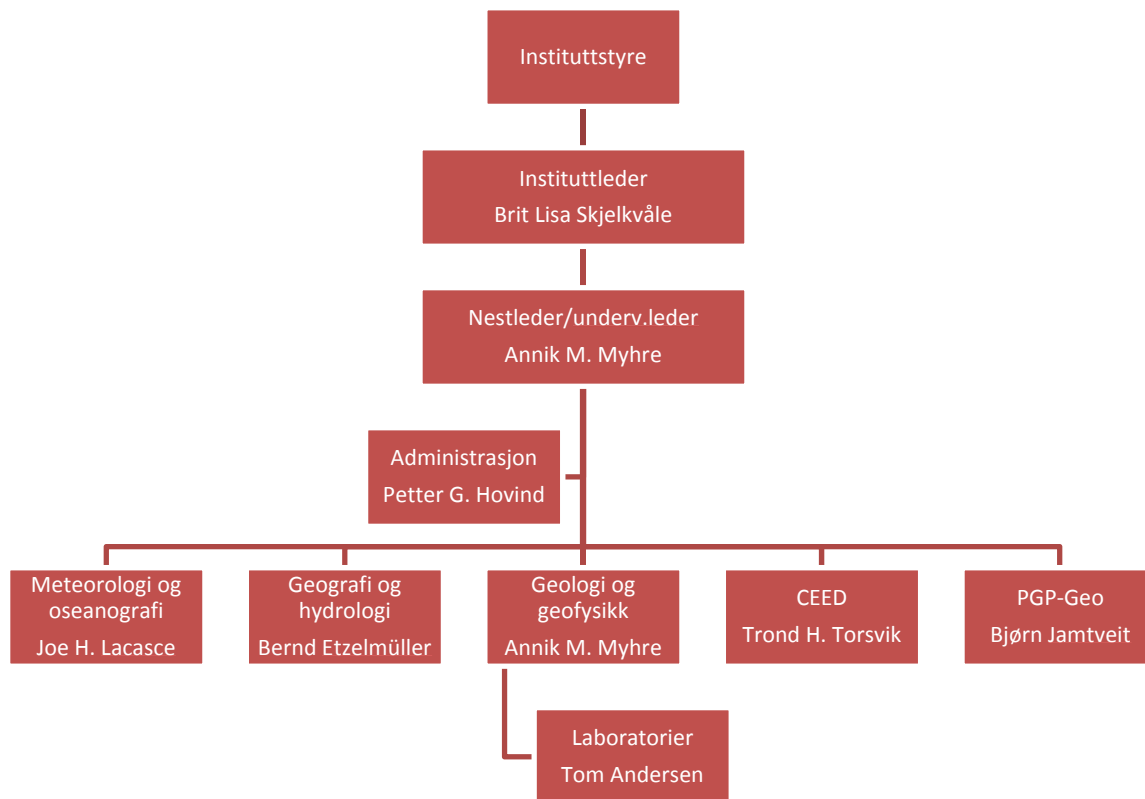 Instituttstyre
Instituttleder
Brit Lisa Skjelkvåle
Nestleder/underv.leder
Annik M. Myhre
Administrasjon
Petter G. Hovind
Meteorologi og
oseanografi
Joe H. Lacasce
Geografi og
hydrologi
Bernd Etzelmüller
Geologi og
geofysikk
Annik M. Myhre
CEED
Trond H. Torsvik
PGP-Geo
Bjørn Jamtveit
Laboratorier
Tom Andersen